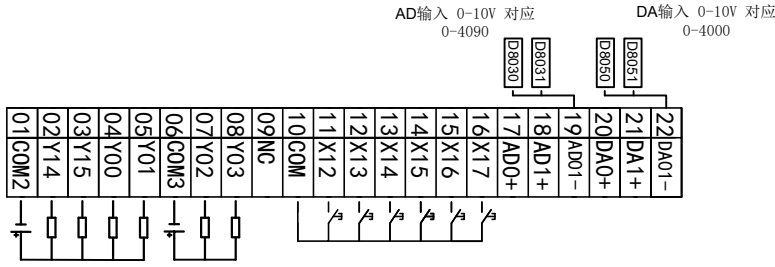 AD输入 0-10V 对应
0-4090
DA输入 0-10V 对应
0-4000
D8030
D8031
D8050
D8051
01 COM2
02 Y14
03 Y15
04 Y00
05 Y01
06 COM3
07 Y02
08 Y03
09 NC
10 COM
11 X12
12 X13
13 X14
14 X15
15 X16
16 X17
17 AD0+
18 AD1+
19 AD01-
20 DA0+
21 DA1+
22 DA01-